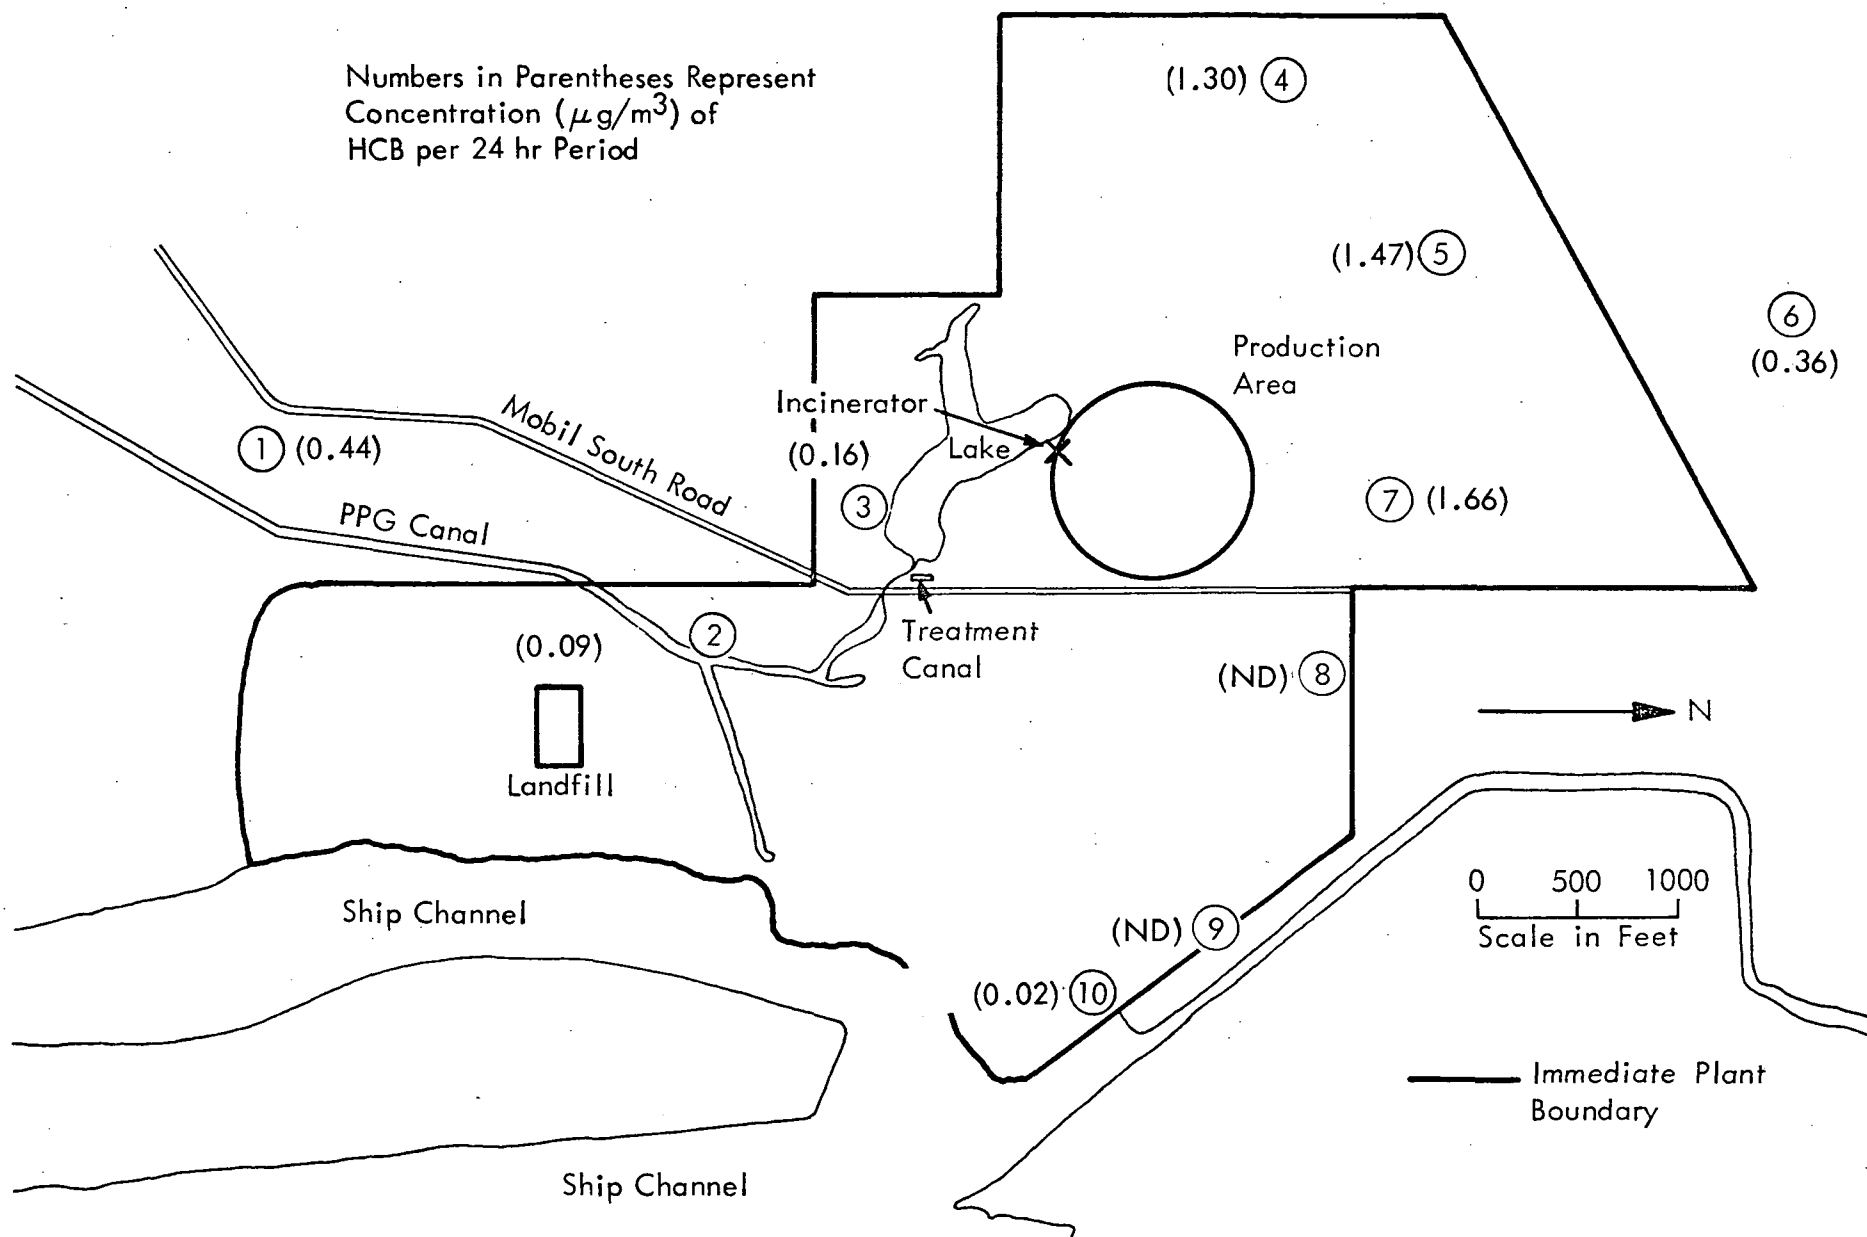 Numbers in Parentheses Represent
Concentration (μg/m³) of
HCB per 24 hr Period
(1.30) 4
(1.47) 5
6
(0.36)
Production
Area
Incinerator
Lake
(0.16)
3
1 (0.44)
Mobil South Road
PPG Canal
7 (1.66)
2
(0.09)
Landfill
Treatment
Canal
(ND) 8
N
0 500 1000
Scale in Feet
Ship Channel
(ND) 9
(0.02) 10
Immediate Plant
Boundary
Ship Channel